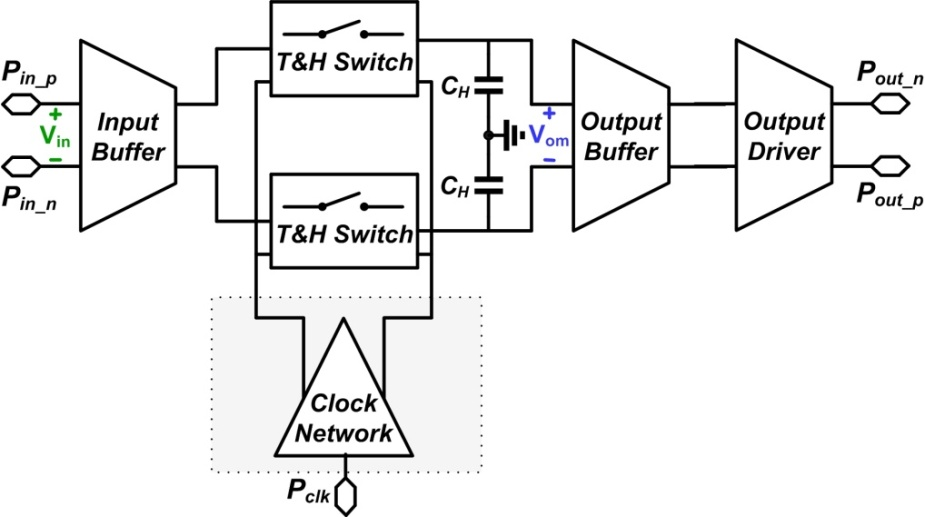 P_in_p
+
V_in
−
P_in_n
Input
Buffer
T&H Switch
T&H Switch
C_H
C_H
+
V_om
−
Output
Buffer
Output
Driver
P_out_n
P_out_p
Clock
Network
P_clk